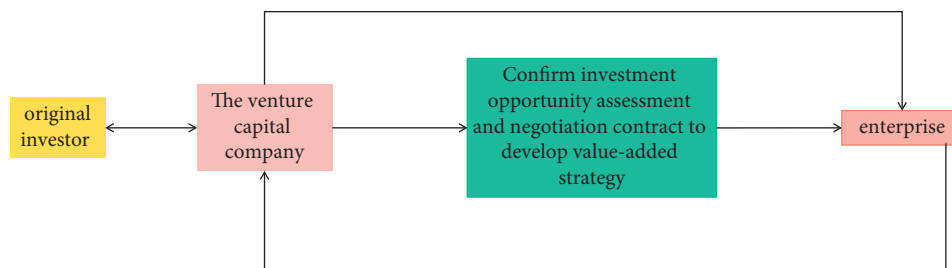 original
investor
The venture
capital
company
Confirm investment
opportunity assessment
and negotiation contract to
develop value-added
strategy
enterprise